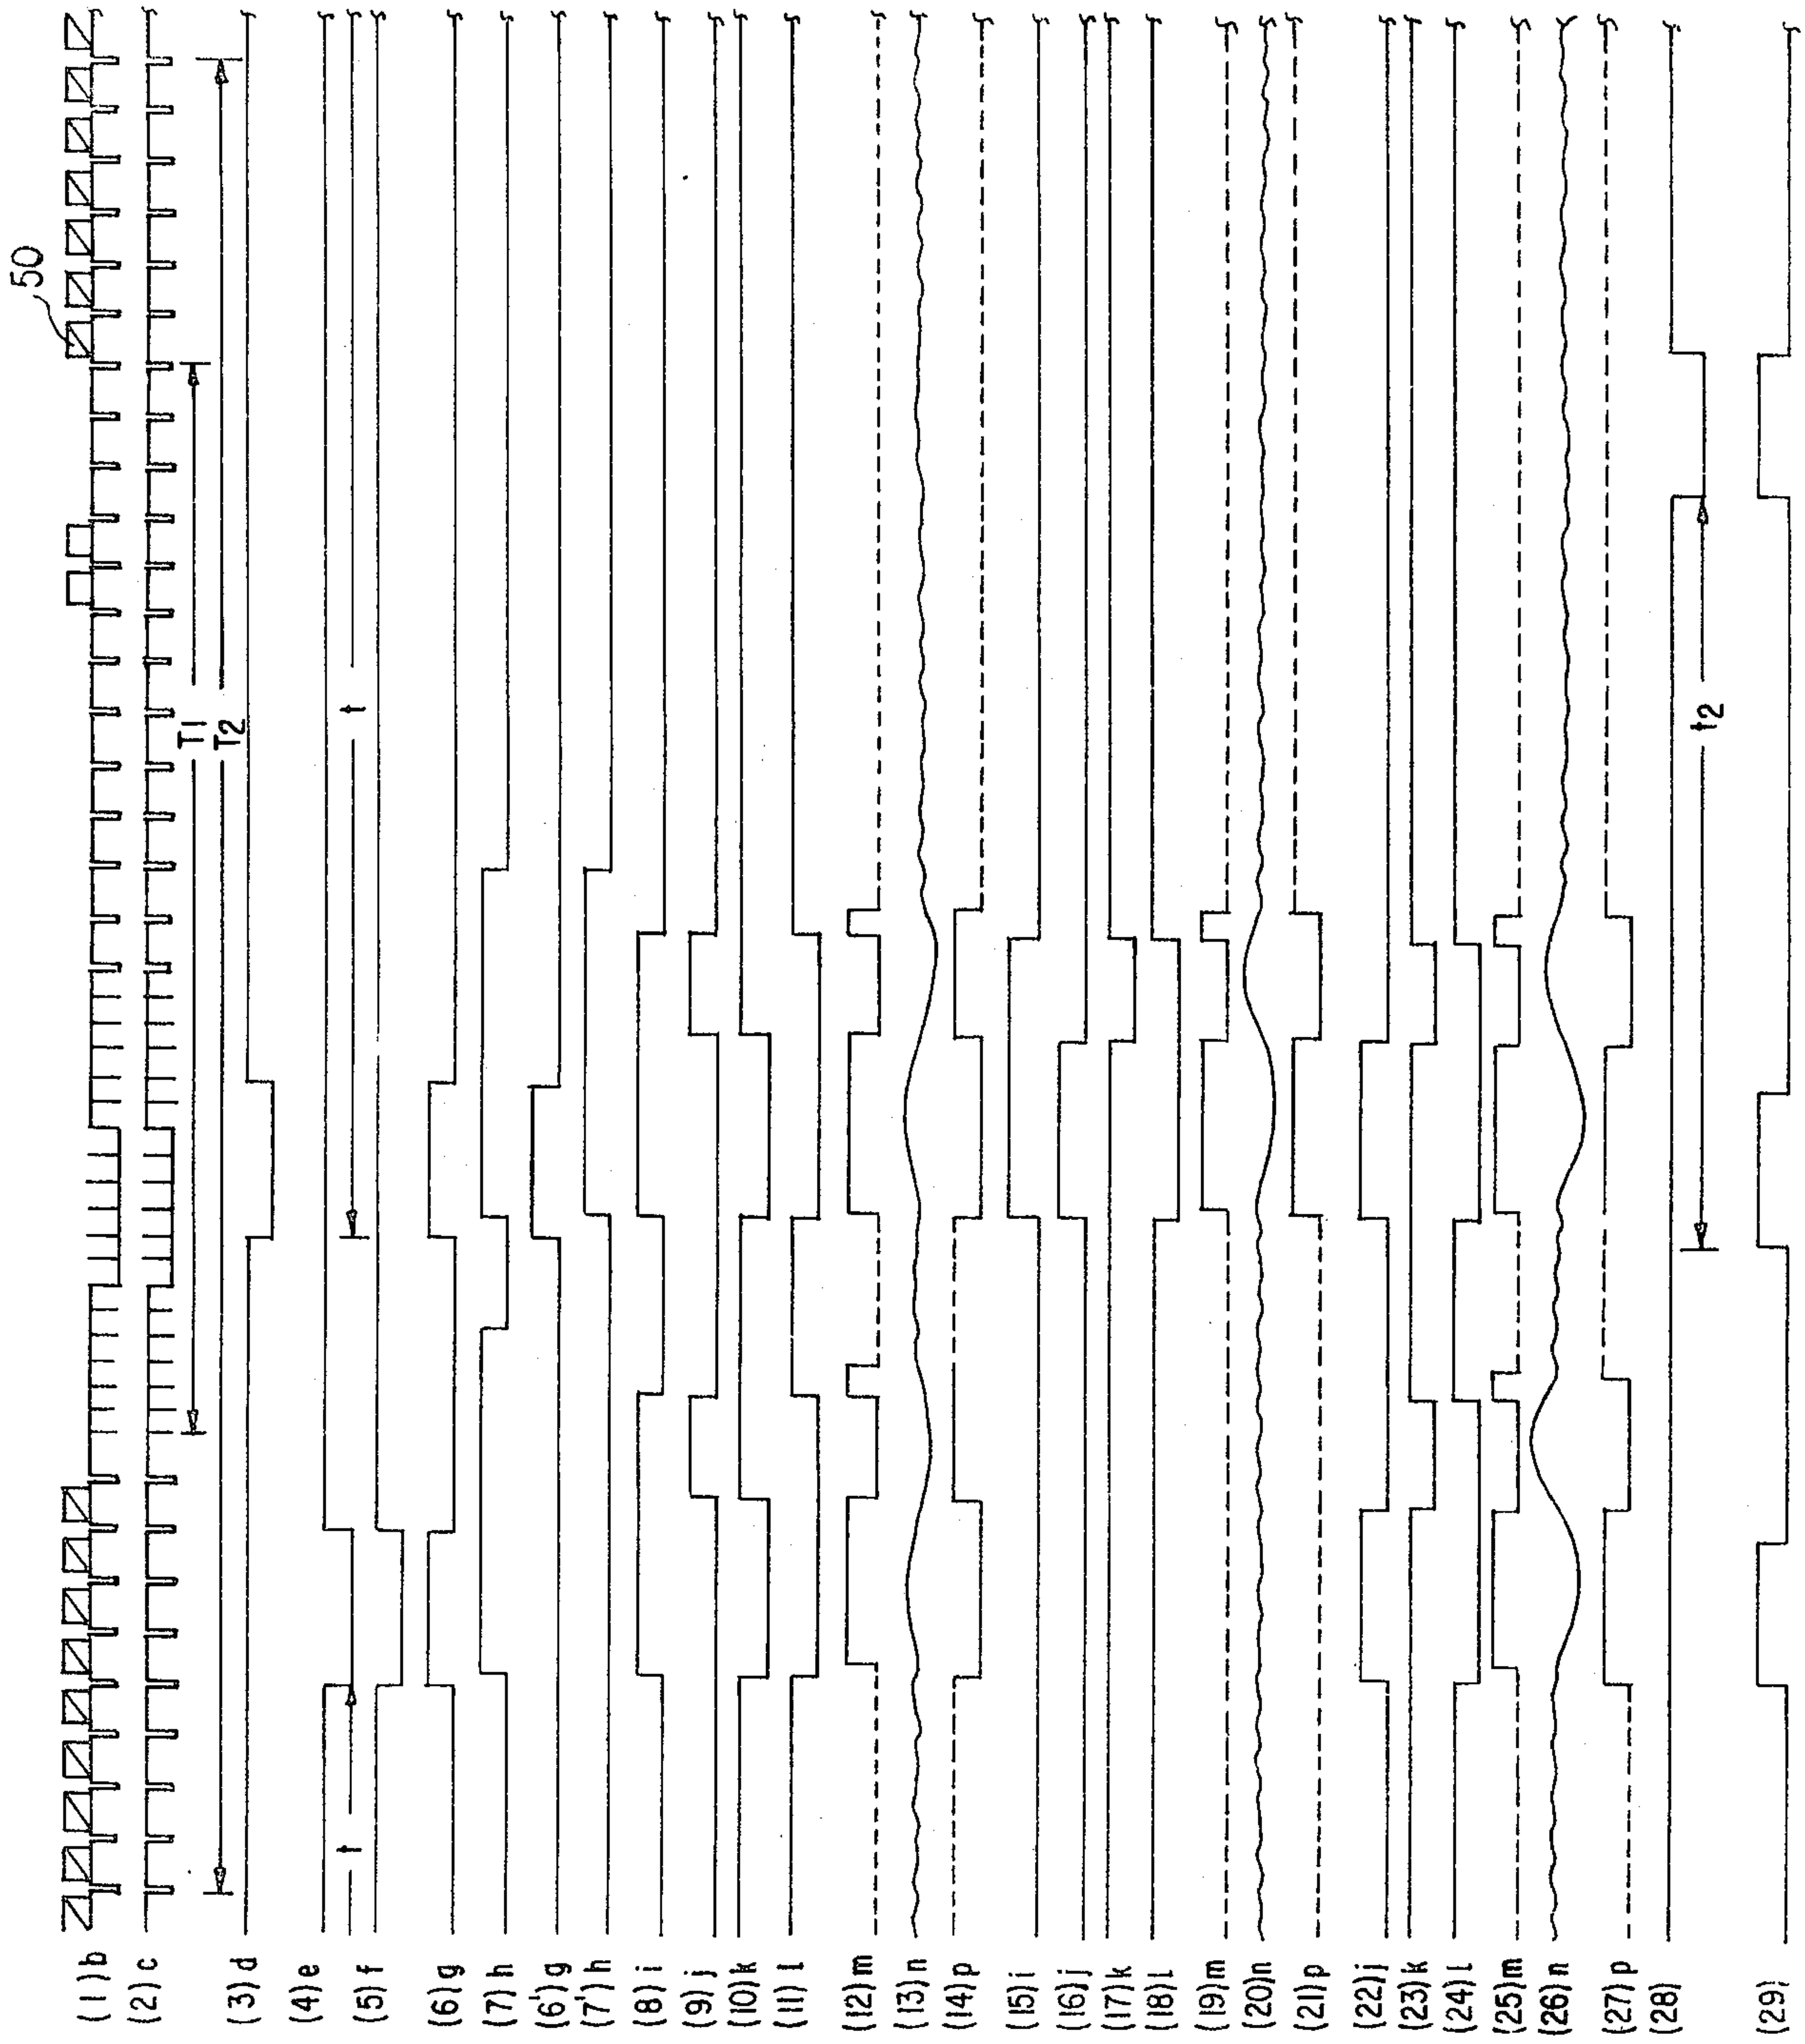 50
(1) b
(2) c
T1
T2
(3) d
(4) e
t
t
(5) f
(6) g
(7) h
(6') g
(7') h
(8) i
(9) j
(10) k
(11) l
(12) m
(13) n
(14) p
(15) i
(16) j
(17) k
(18) l
(19) m
(20) n
(21) p
(22) j
(23) k
(24) l
(25) m
(26) n
(27) p
(28)
t2
(29)